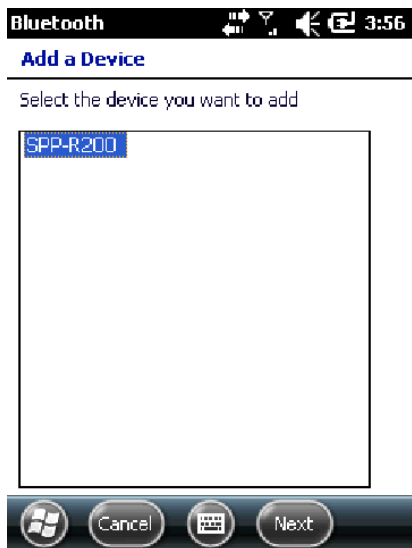 Bluetooth 3:56
Add a Device
Select the device you want to add
SPP-R200
Cancel Next